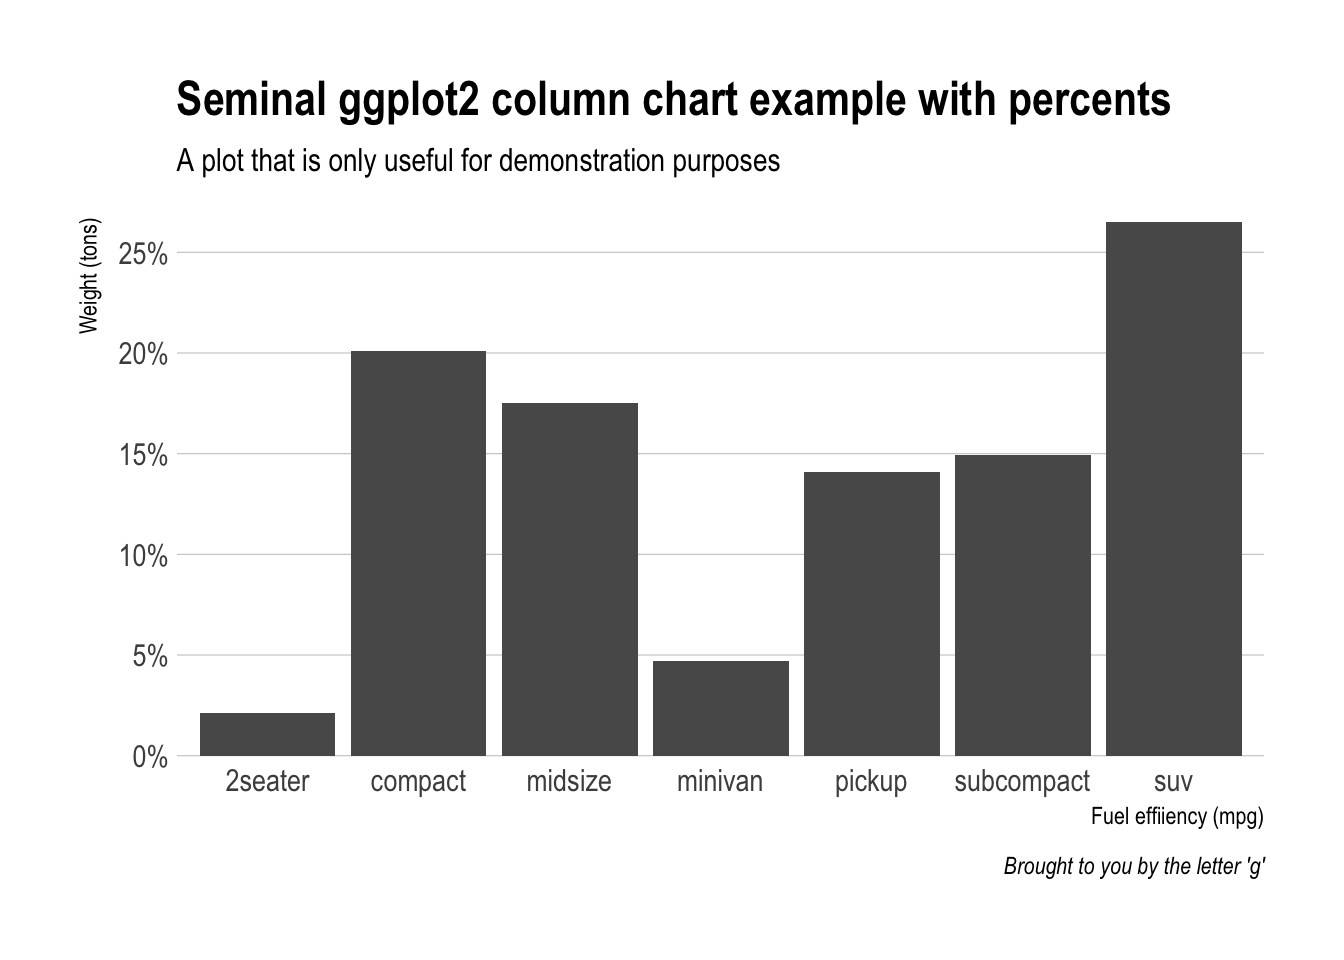 Seminal ggplot2 column chart example with percents
A plot that is only useful for demonstration purposes
Weight (tons)
25%
20%
15%
10%
5%
0%
2seater compact midsize minivan pickup subcompact suv
Fuel effiiency (mpg)
Brought to you by the letter 'g'